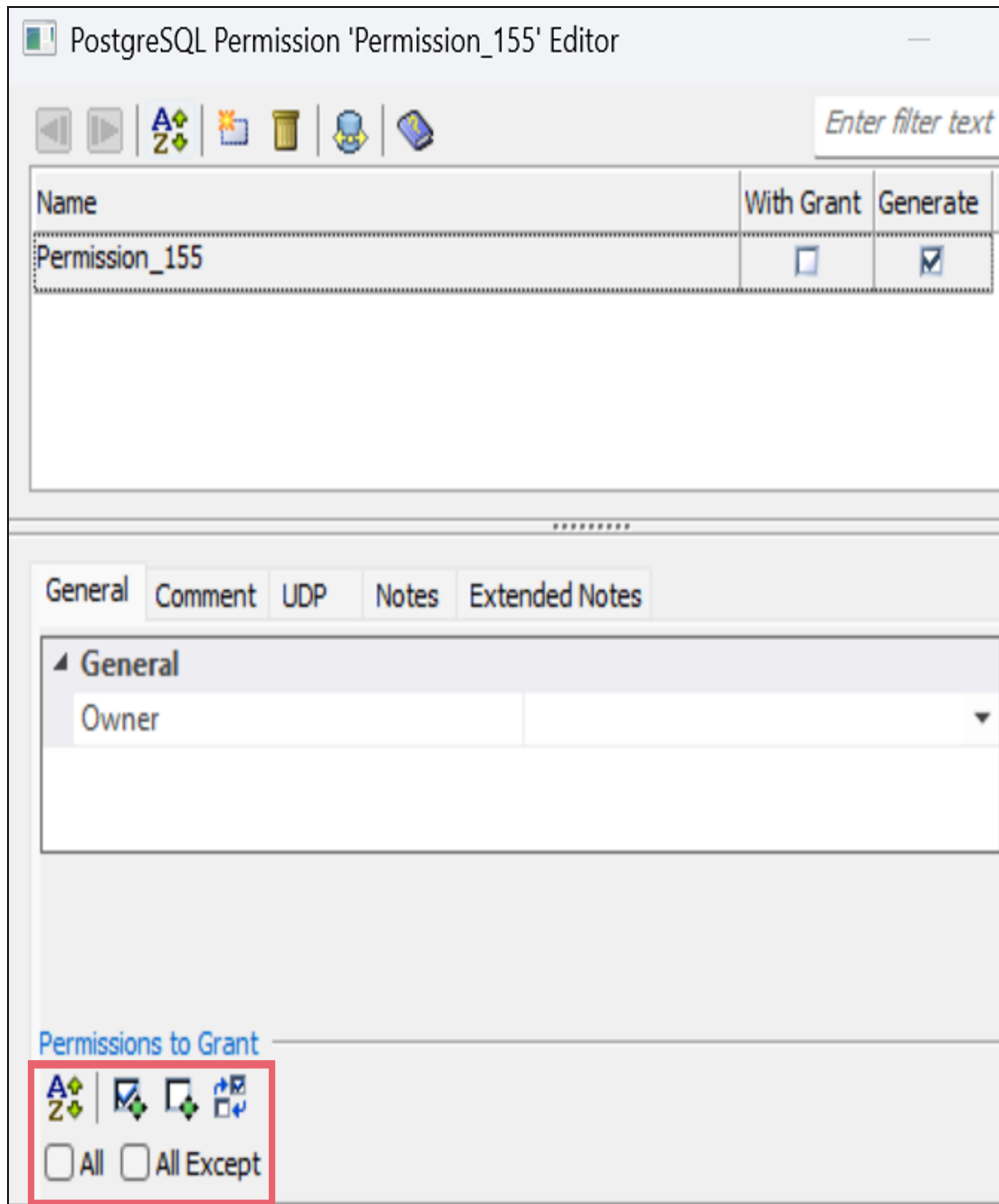 PostgreSQL Permission 'Permission_155' Editor
Enter filter text
Name With Grant Generate
Permission_155
General Comment UDP Notes Extended Notes
General
Owner
Permissions to Grant
All All Except